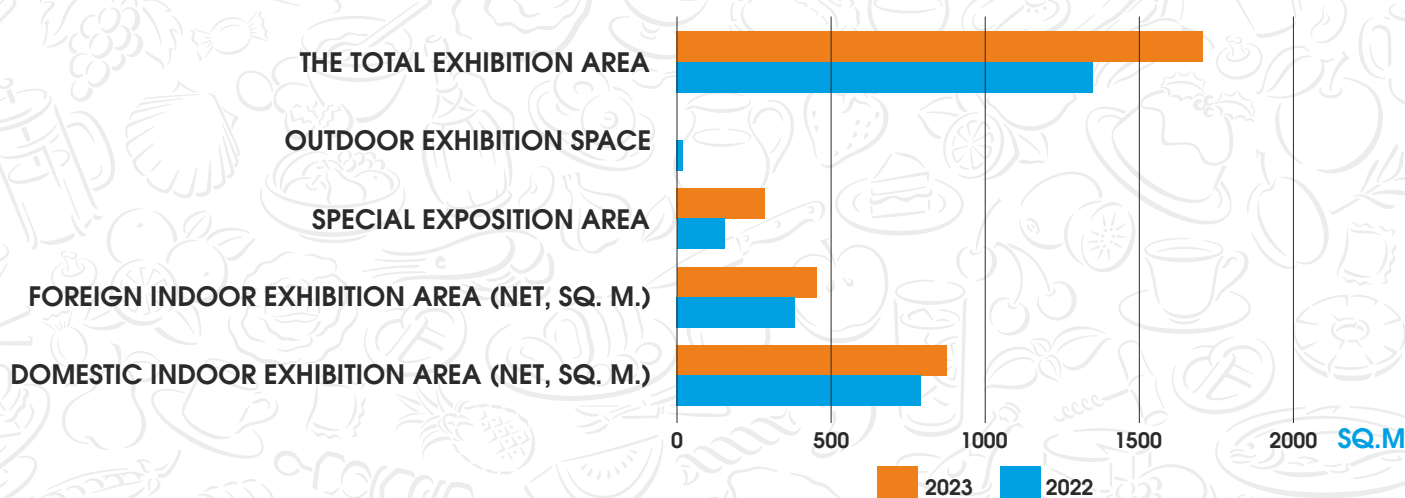 THE TOTAL EXHIBITION AREA
OUTDOOR EXHIBITION SPACE
SPECIAL EXPOSITION AREA
FOREIGN INDOOR EXHIBITION AREA (NET, SQ. M.)
DOMESTIC INDOOR EXHIBITION AREA (NET, SQ. M.)
0 500 1000 1500 2000 SQ.M
2023 2022